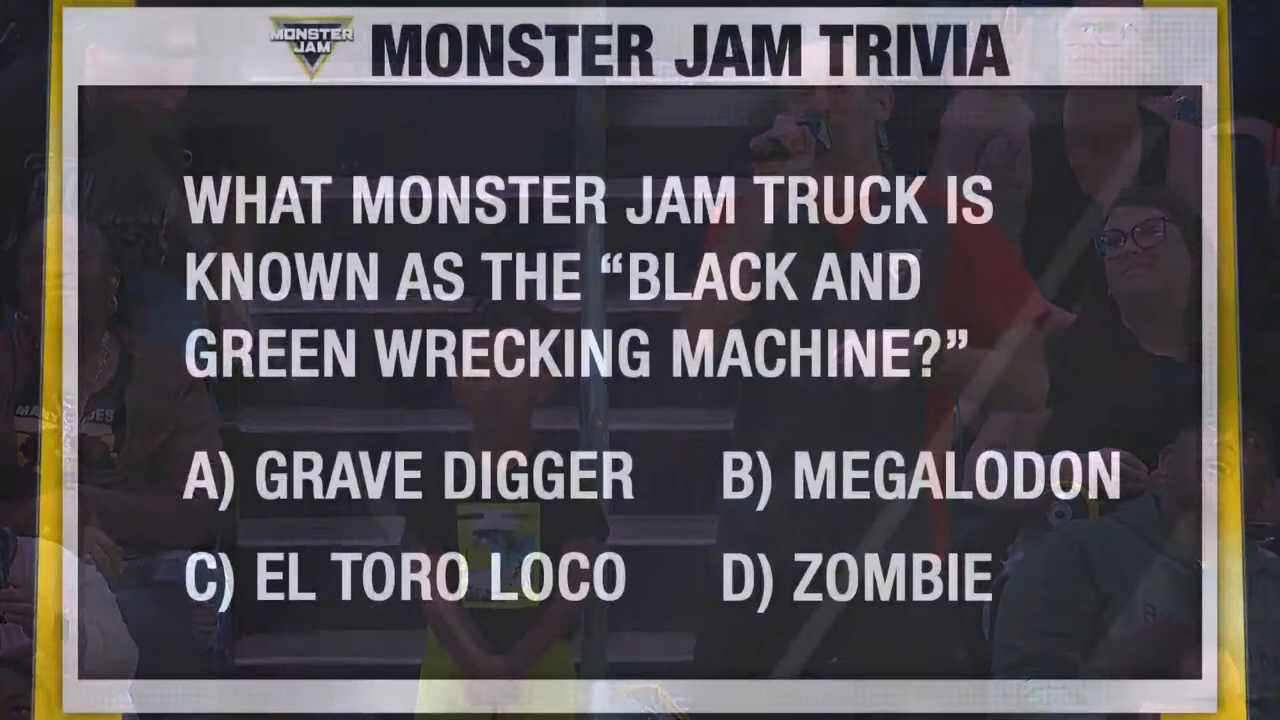 MONSTER JAM
MONSTER JAM TRIVIA
WHAT MONSTER JAM TRUCK IS
KNOWN AS THE “BLACK AND
GREEN WRECKING MACHINE?”
A) GRAVE DIGGER B) MEGALODON
C) EL TORO LOCO D) ZOMBIE